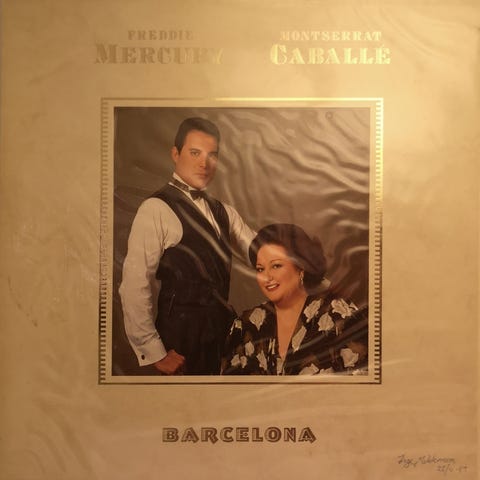 FREDDIE MERCURY
MONTSERRAT CABALLÉ
BARCELONA